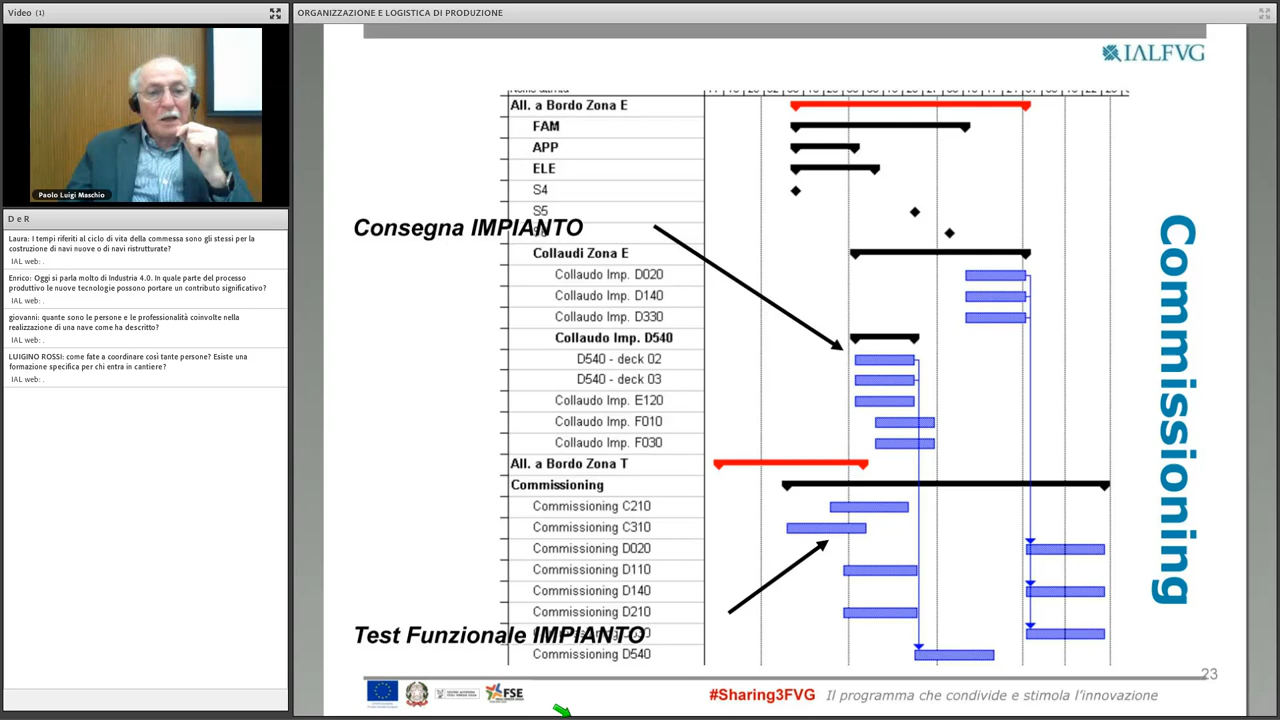 Video (1)
Paolo Luigi Maschio
D e R
Laura: I tempi riferiti al ciclo di vita della commessa sono gli stessi per la
costruzione di navi nuove o di navi ristrutturate?
IAL web: .
Enrico: Oggi si parla molto di Industria 4.0. In quale parte del processo
produttivo le nuove tecnologie possono portare un contributo significativo?
IAL web: .
giovanni: quante sono le persone e le professionalità coinvolte nella
realizzazione di una nave come ha descritto?
IAL web: .
LUIGINO ROSSI: come fate a coordinare così tante persone? Esiste una
formazione specifica per chi entra in cantiere?
IAL web: .
ORGANIZZAZIONE E LOGISTICA DI PRODUZIONE
IALFVG
All. a Bordo Zona E
FAM
APP
ELE
S4
S5
Consegna IMPIANTO
Collaudi Zona E
Collaudo Imp. D020
Collaudo Imp. D140
Collaudo Imp. D330
Collaudo Imp. D540
D540 - deck 02
D540 - deck 03
Collaudo Imp. E120
Collaudo Imp. F010
Collaudo Imp. F030
All. a Bordo Zona T
Commissioning
Commissioning C210
Commissioning C310
Commissioning D020
Commissioning D110
Commissioning D140
Commissioning D210
Test Funzionale IMPIANTO
Commissioning D540
Commissioning
23
FSE
#Sharing3FVG Il programma che condivide e stimola l'innovazione